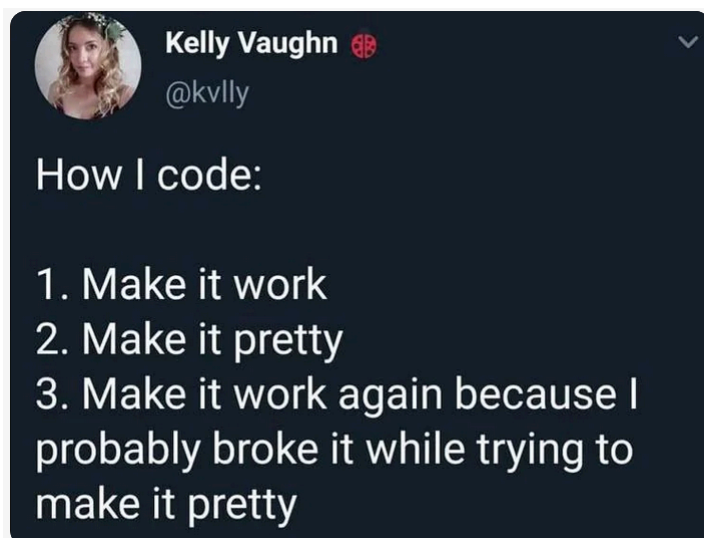 Kelly Vaughn 🐞
@kvlly
How I code:
1. Make it work
2. Make it pretty
3. Make it work again because I
probably broke it while trying to
make it pretty